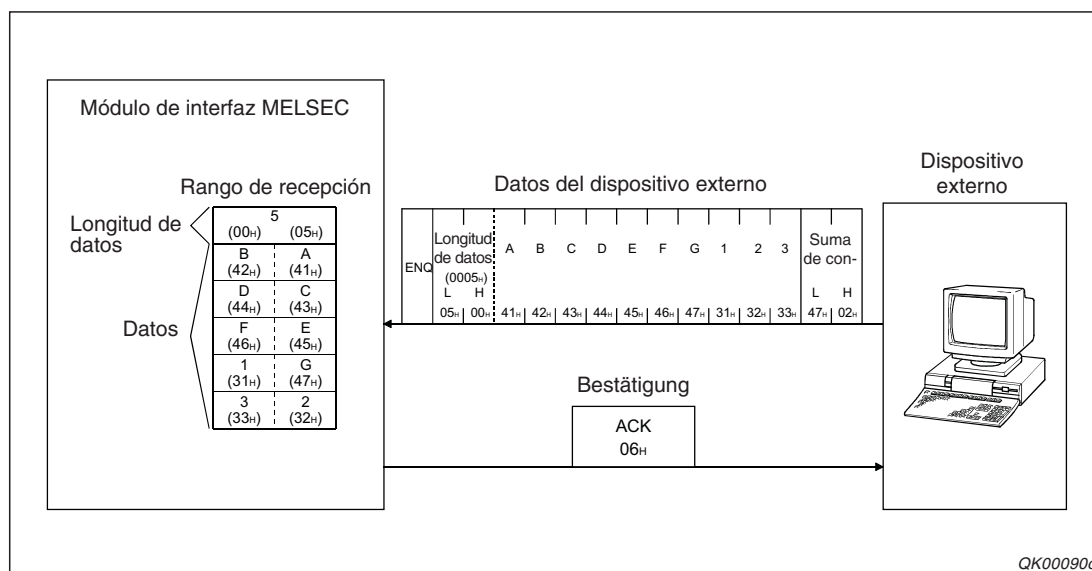 Módulo de interfaz MELSEC
Rango de recepción
Longitud de
datos
5
(00H) (05H)
B A
(42H) (41H)
D C
(44H) (43H)
Datos
F E
(46H) (45H)
1 G
(31H) (47H)
3 2
(33H) (32H)
Datos del dispositivo externo
ENQ
Longitud
de datos
(0005H)
L H
05H 00H
A B C D E F G 1 2 3
41H 42H 43H 44H 45H 46H 47H 31H 32H 33H
Suma
de con-
L H
47H 02H
Bestätigung
ACK
06H
Dispositivo
externo